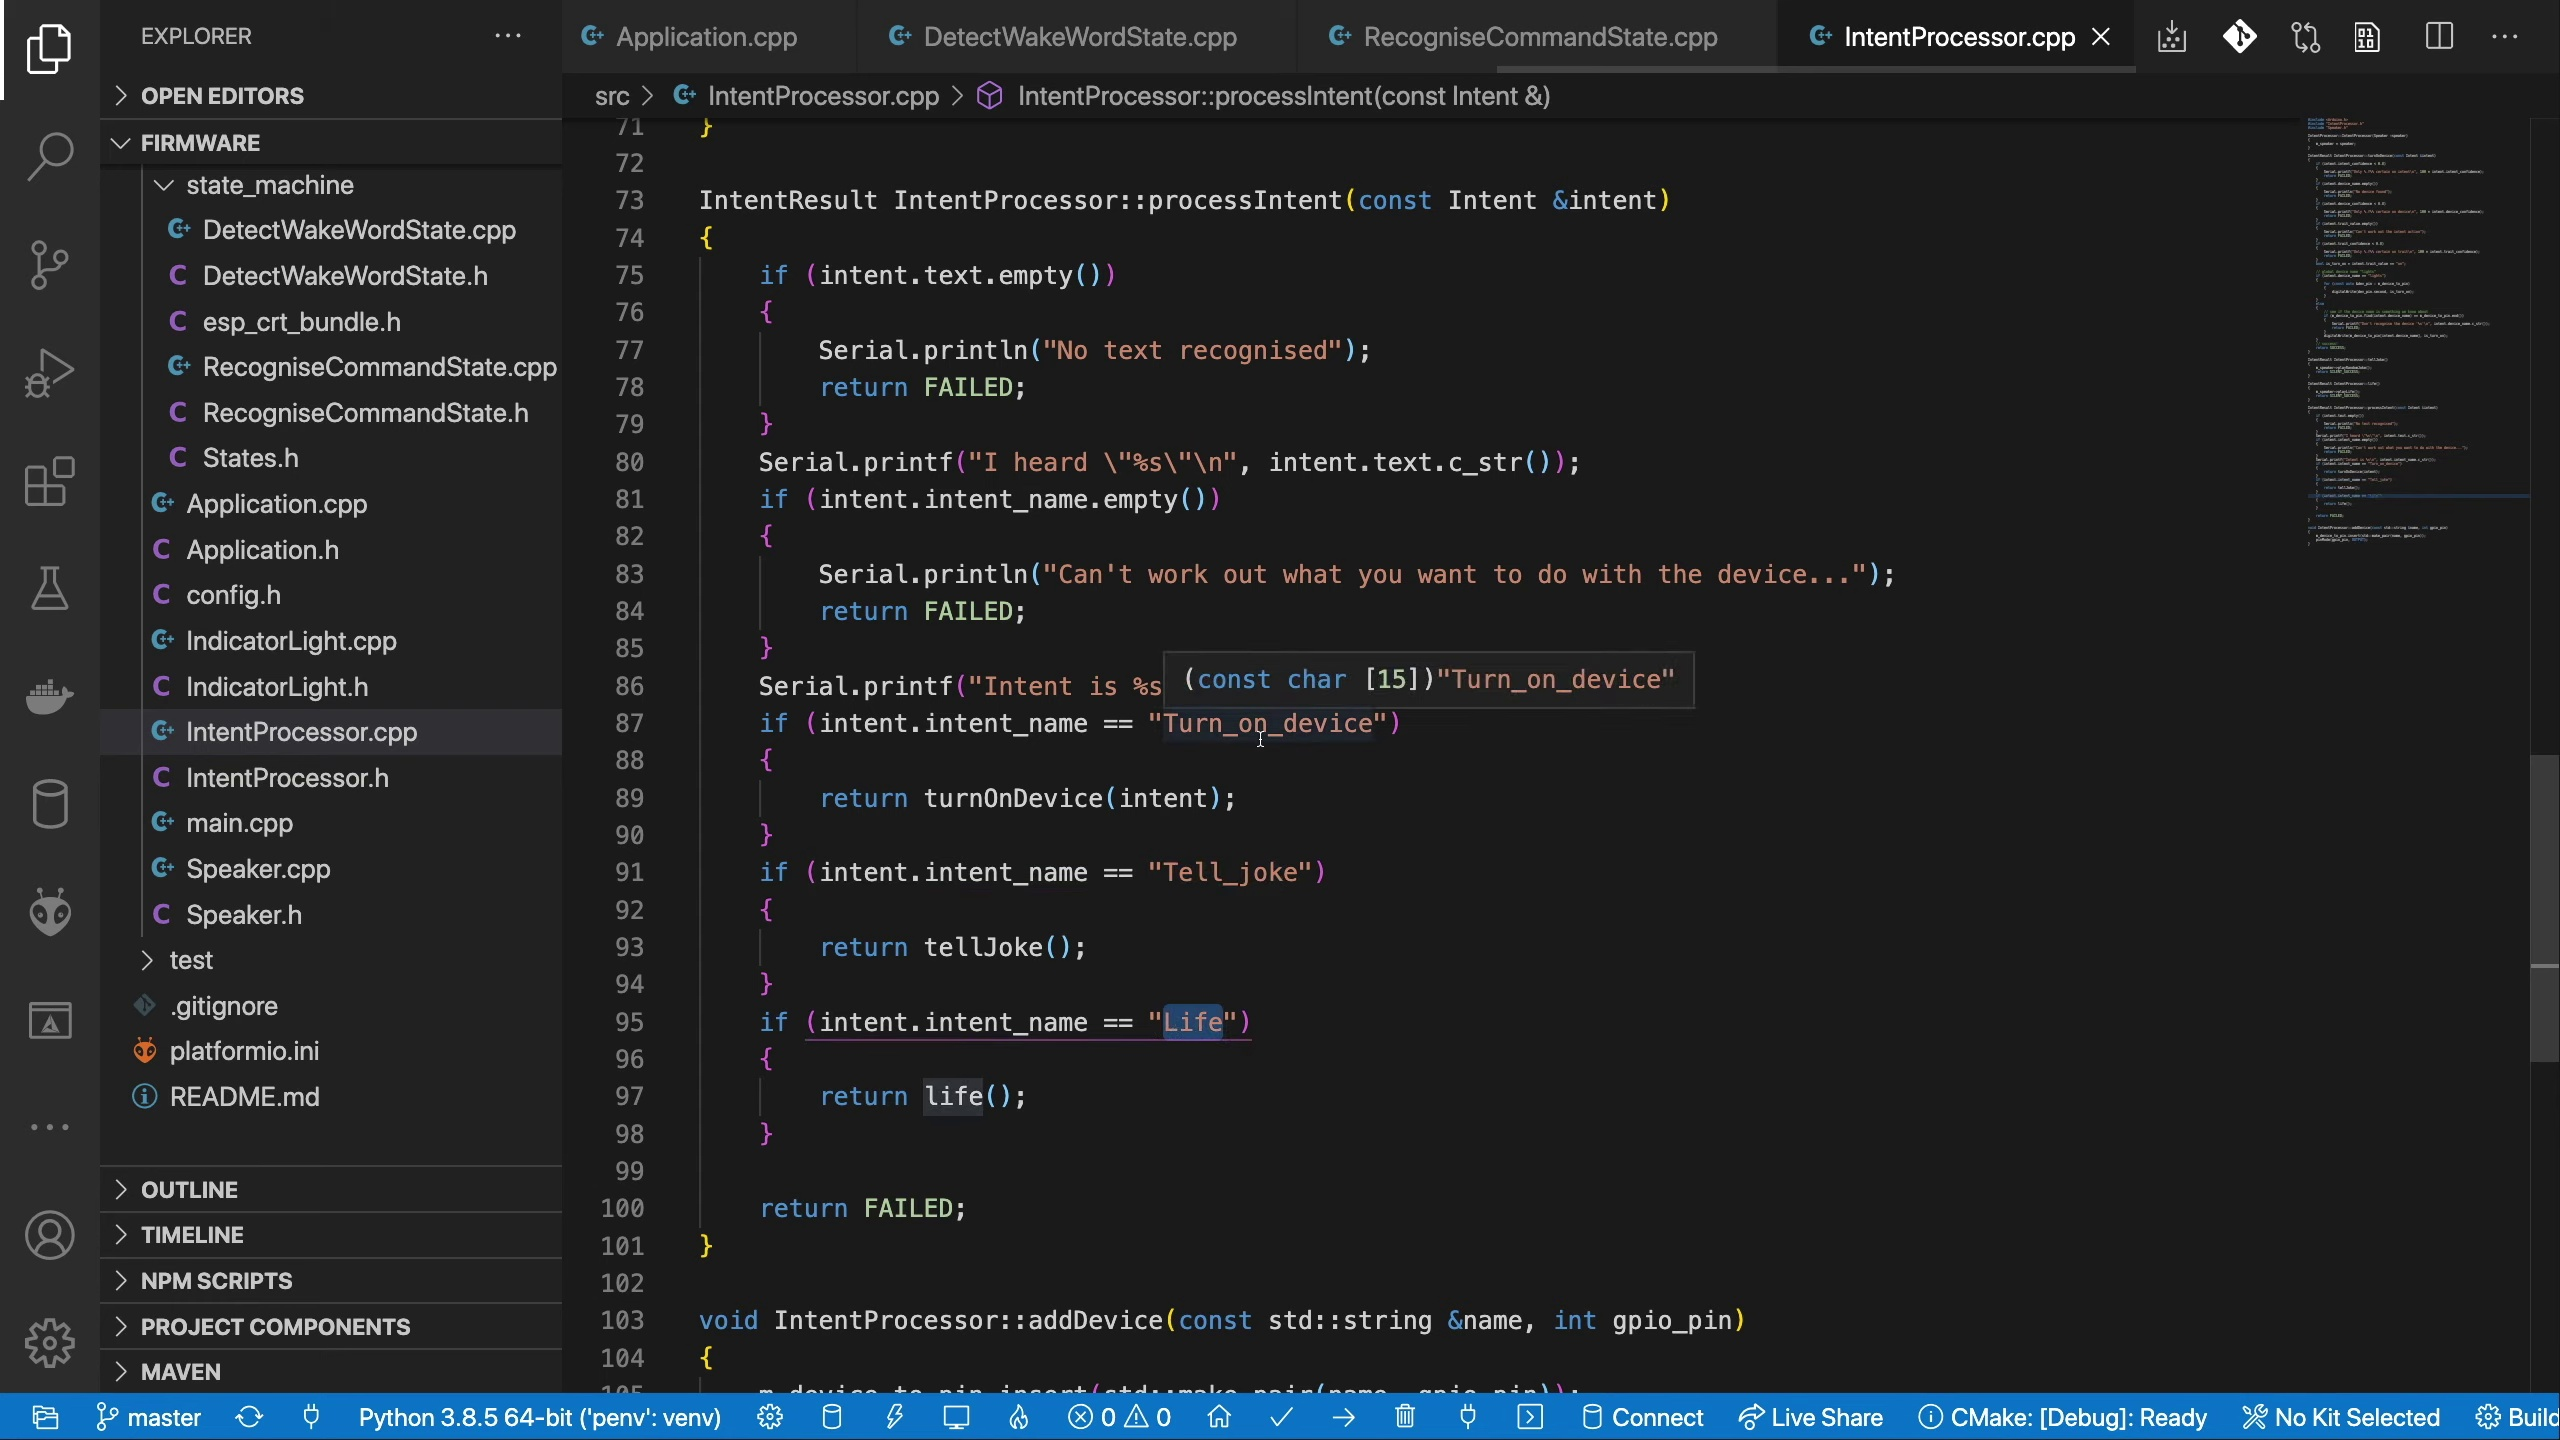 EXPLORER
OPEN EDITORS
FIRMWARE
state_machine
DetectWakeWordState.cpp
DetectWakeWordState.h
esp_crt_bundle.h
RecogniseCommandState.cpp
RecogniseCommandState.h
States.h
Application.cpp
Application.h
config.h
IndicatorLight.cpp
IndicatorLight.h
IntentProcessor.cpp
IntentProcessor.h
main.cpp
Speaker.cpp
Speaker.h
test
.gitignore
platformio.ini
README.md
OUTLINE
TIMELINE
NPM SCRIPTS
PROJECT COMPONENTS
MAVEN
Application.cpp DetectWakeWordState.cpp RecogniseCommandState.cpp IntentProcessor.cpp
src > IntentProcessor.cpp > IntentProcessor::processIntent(const Intent &)
71 }
72
73 IntentResult IntentProcessor::processIntent(const Intent &intent)
74 {
75 if (intent.text.empty())
76 {
77 Serial.println("No text recognised");
78 return FAILED;
79 }
80 Serial.printf("I heard \"%s\"\n", intent.text.c_str());
81 if (intent.intent_name.empty())
82 {
83 Serial.println("Can't work out what you want to do with the device...");
84 return FAILED;
85 }
86 Serial.printf("Intent is %s
(const char [15])"Turn_on_device"
87 if (intent.intent_name == "Turn_on_device")
88 {
89 return turnOnDevice(intent);
90 }
91 if (intent.intent_name == "Tell_joke")
92 {
93 return tellJoke();
94 }
95 if (intent.intent_name == "Life")
96 {
97 return life();
98 }
99
100 return FAILED;
101 }
102
103 void IntentProcessor::addDevice(const std::string &name, int gpio_pin)
104 {
105 m_device_to_pin.insert(std::make_pair(name, gpio_pin));
master Python 3.8.5 64-bit ('penv': venv) 0 0 Connect Live Share CMake: [Debug]: Ready No Kit Selected Build